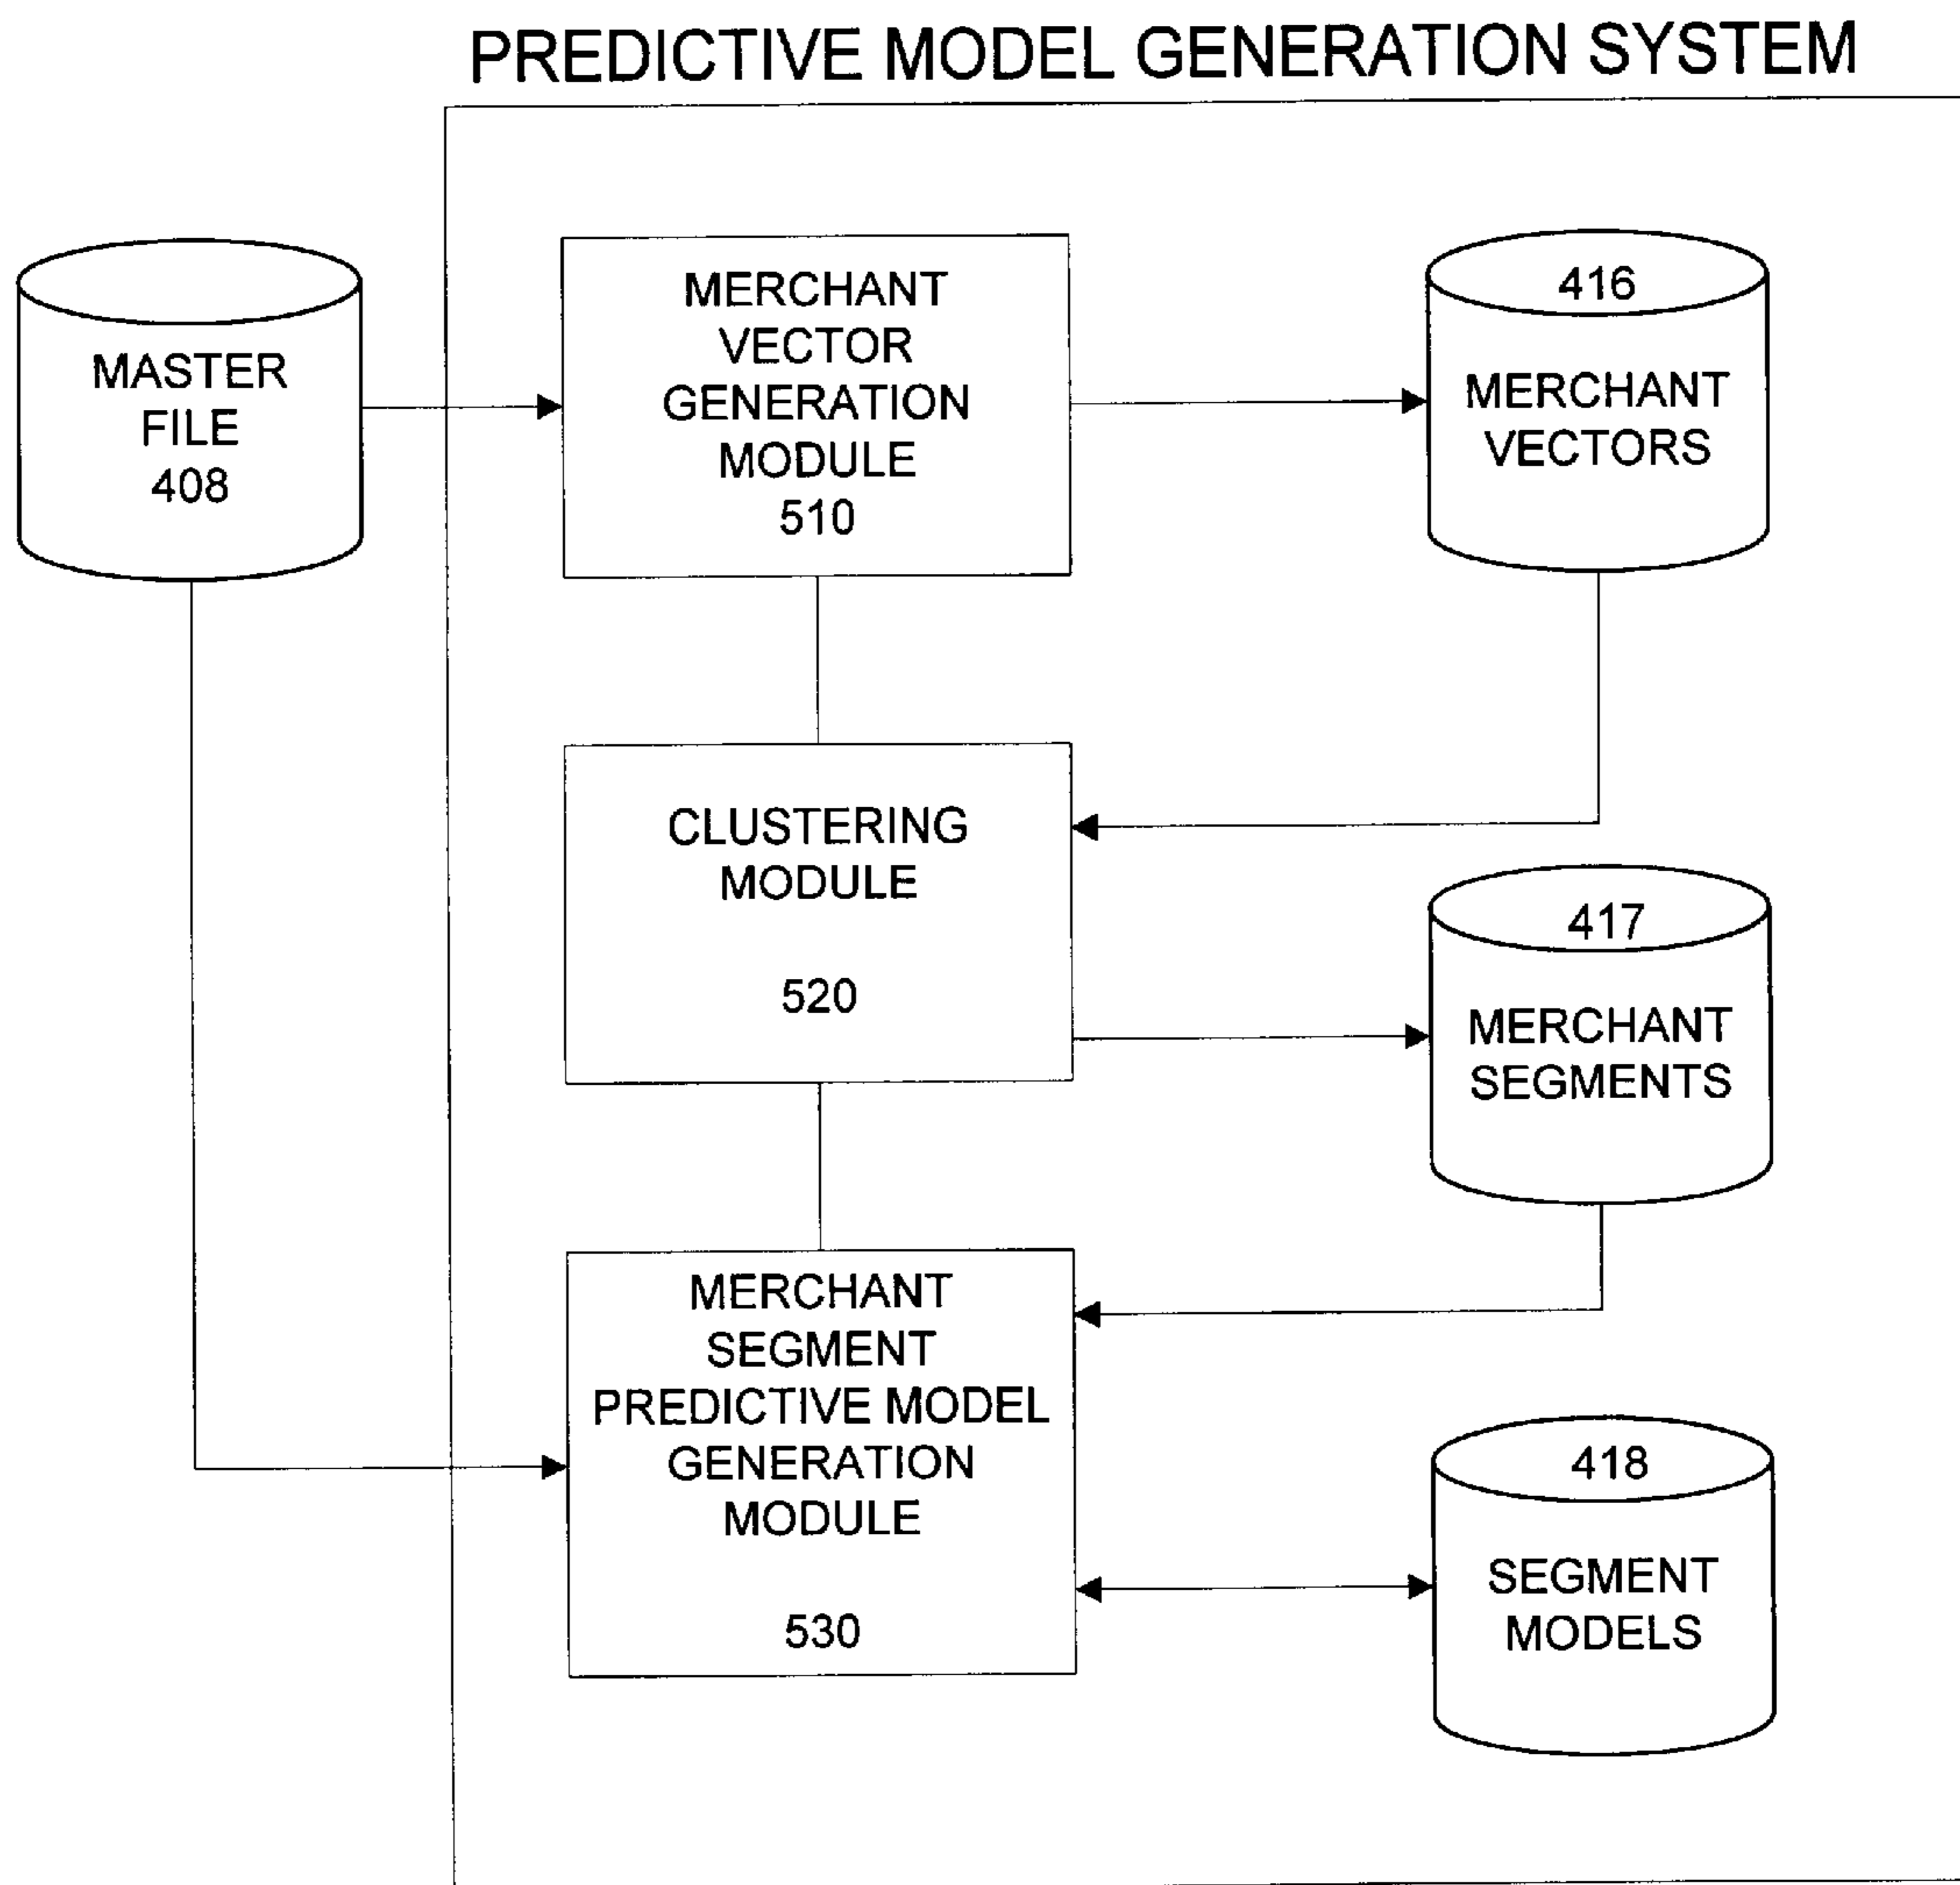 PREDICTIVE MODEL GENERATION SYSTEM
MASTER
FILE
408
MERCHANT
VECTOR
GENERATION
MODULE
510
416
MERCHANT
VECTORS
CLUSTERING
MODULE
520
417
MERCHANT
SEGMENTS
MERCHANT
SEGMENT
PREDICTIVE MODEL
GENERATION
MODULE
530
418
SEGMENT
MODELS